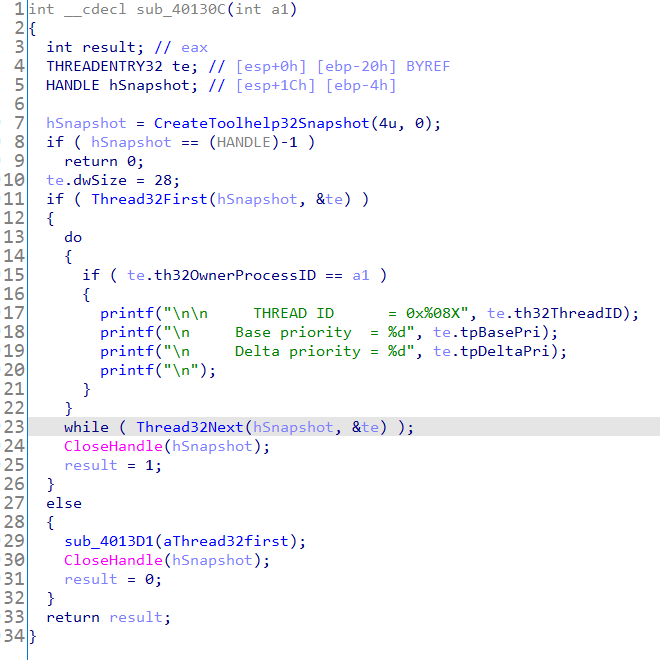 1 int __cdecl sub_40130C(int a1)
2 {
3   int result; // eax
4   THREADENTRY32 te; // [esp+0h] [ebp-20h] BYREF
5   HANDLE hSnapshot; // [esp+1Ch] [ebp-4h]
6
7   hSnapshot = CreateToolhelp32Snapshot(4u, 0);
8   if ( hSnapshot == (HANDLE)-1 )
9     return 0;
10   te.dwSize = 28;
11   if ( Thread32First(hSnapshot, &te) )
12   {
13     do
14     {
15       if ( te.th32OwnerProcessID == a1 )
16       {
17         printf("\n\n     THREAD ID      = 0x%08X", te.th32ThreadID);
18         printf("\n     Base priority  = %d", te.tpBasePri);
19         printf("\n     Delta priority = %d", te.tpDeltaPri);
20         printf("\n");
21       }
22     }
23     while ( Thread32Next(hSnapshot, &te) );
24     CloseHandle(hSnapshot);
25     result = 1;
26   }
27   else
28   {
29     sub_4013D1(aThread32first);
30     CloseHandle(hSnapshot);
31     result = 0;
32   }
33   return result;
34 }